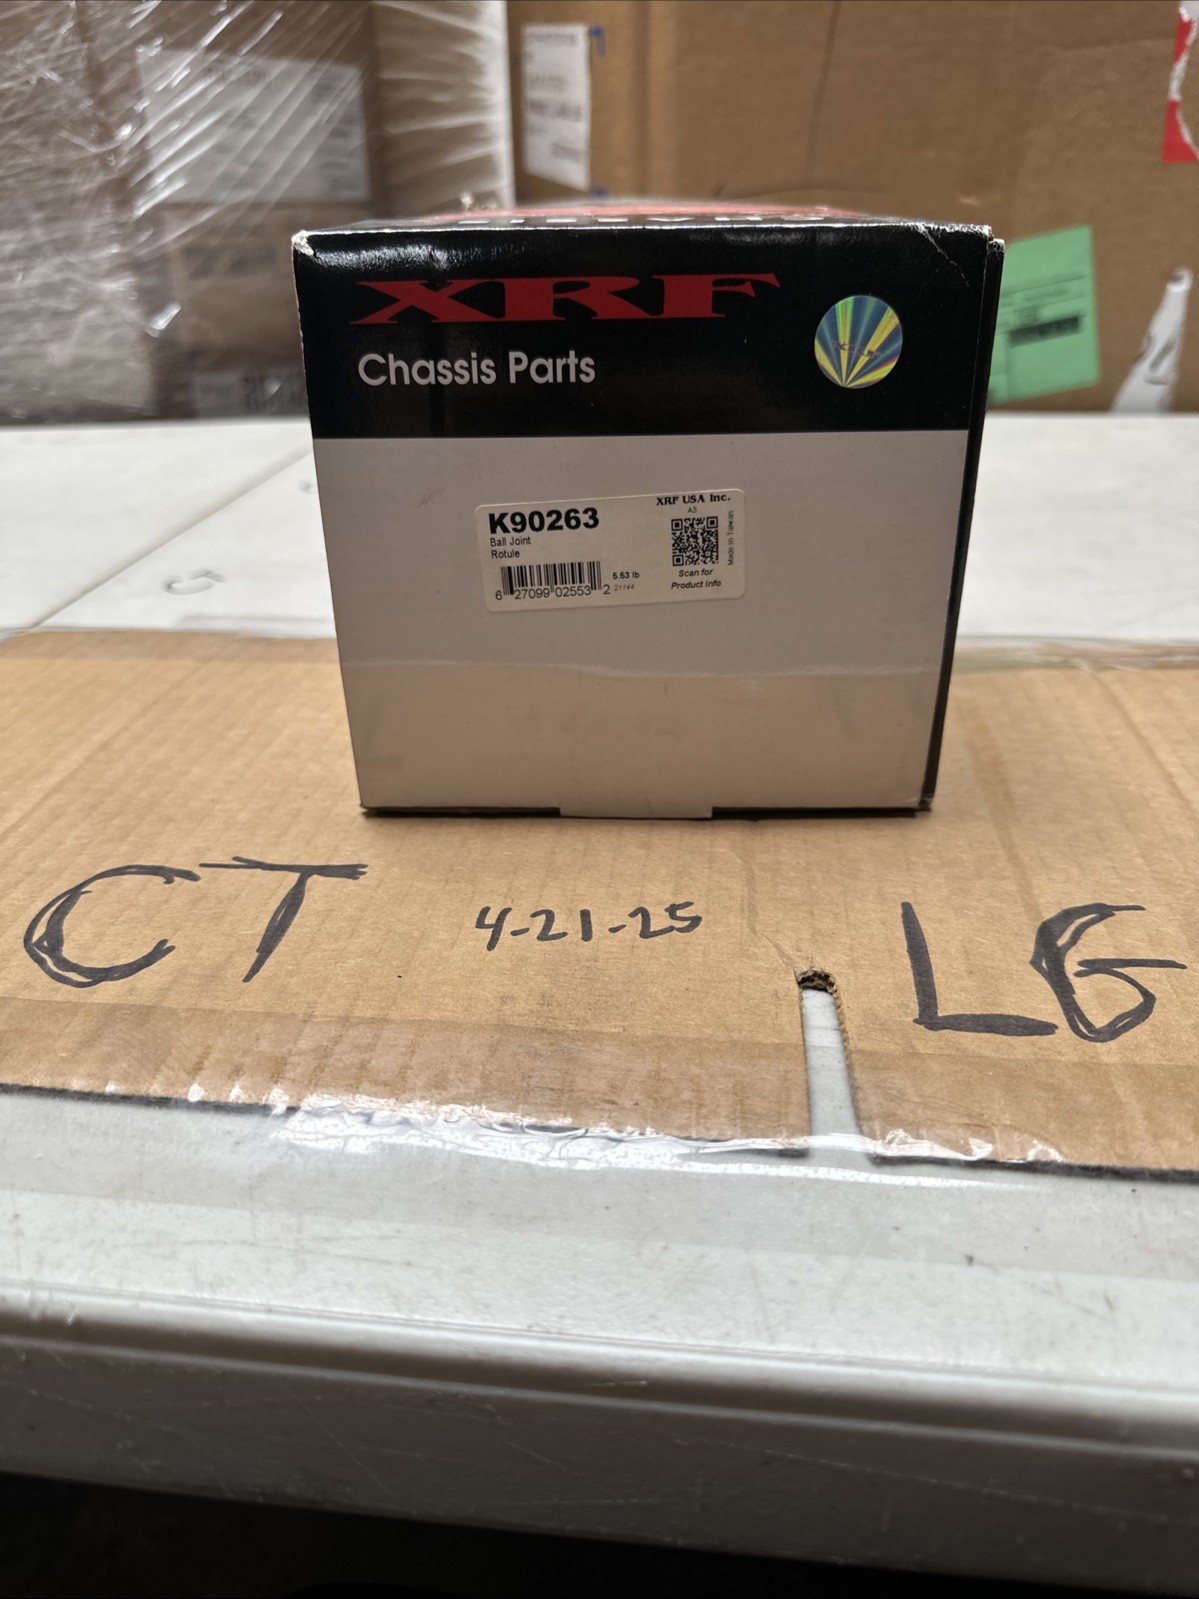 XRF
Chassis Parts
XRF
XRF USA Inc.
A3
K90263
Ball Joint
Rotule
Made in Taiwan
5.53 lb
6 27099 02553 2 21144
Scan for
Product Info
CT 4-21-25 LG